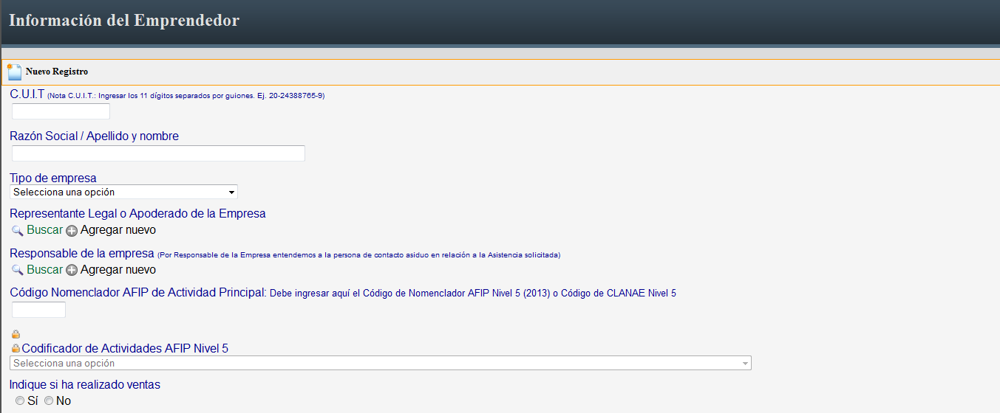 Información del Emprendedor
Nuevo Registro
C.U.I.T (Nota C.U.I.T.: Ingresar los 11 dígitos separados por guiones. Ej. 20-24388765-9)
Razón Social / Apellido y nombre
Tipo de empresa
Selecciona una opción
Representante Legal o Apoderado de la Empresa
Buscar Agregar nuevo
Responsable de la empresa (Por Responsable de la Empresa entendemos a la persona de contacto asiduo en relación a la Asistencia solicitada)
Buscar Agregar nuevo
Código Nomenclador AFIP de Actividad Principal: Debe ingresar aquí el Código de Nomenclador AFIP Nivel 5 (2013) o Código de CLANAE Nivel 5
Codificador de Actividades AFIP Nivel 5
Selecciona una opción
Indique si ha realizado ventas
Sí No